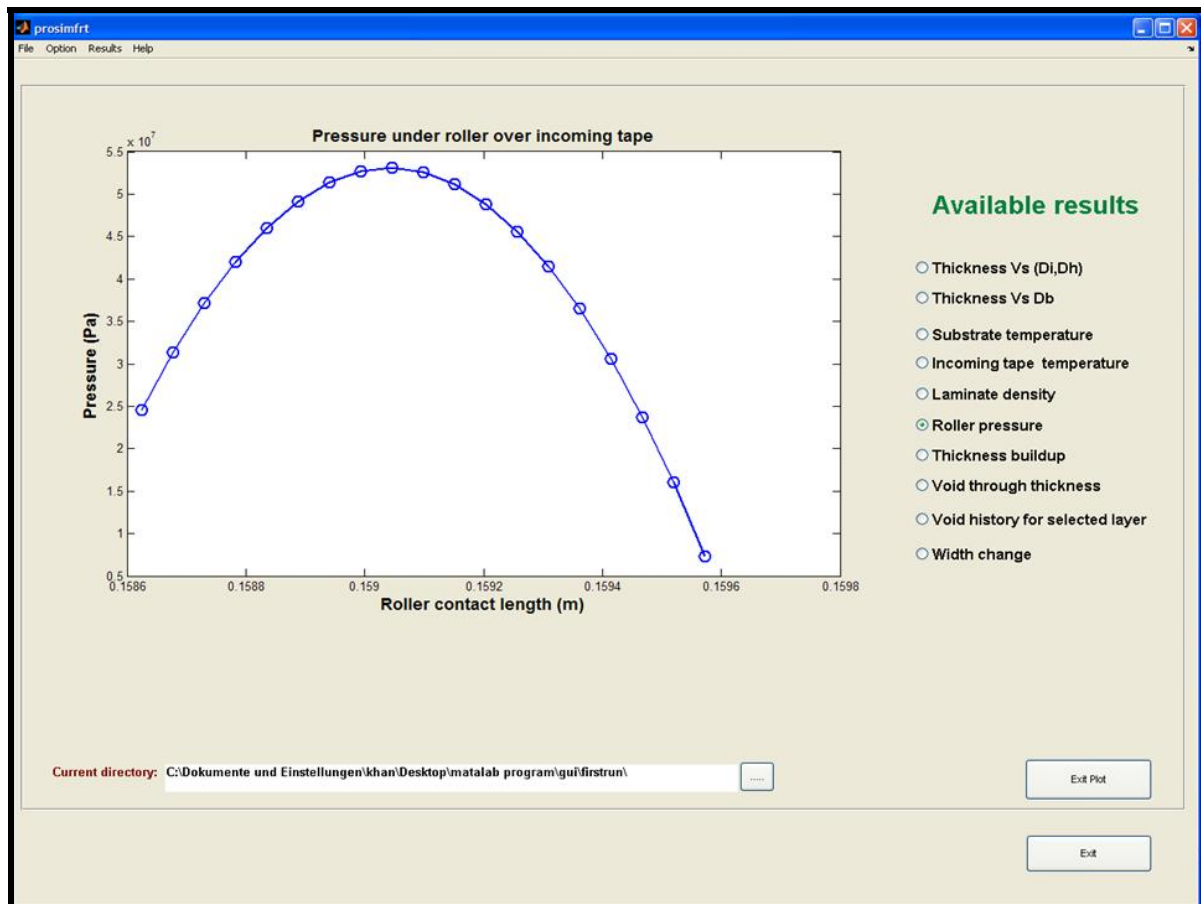 prosimfrt
File Option Results Help
Pressure under roller over incoming tape
x 10^7
5.5
5
4.5
4
3.5
3
2.5
2
1.5
1
0.5
Pressure (Pa)
0.1586 0.1588 0.159 0.1592 0.1594 0.1596 0.1598
Roller contact length (m)
Available results
Thickness Vs (Di,Dh)
Thickness Vs Db
Substrate temperature
Incoming tape temperature
Laminate density
Roller pressure
Thickness buildup
Void through thickness
Void history for selected layer
Width change
Current directory: C:\Dokumente und Einstellungen\khan\Desktop\matalab program\gui\firstrun\
.....
Exit Plot
Exit